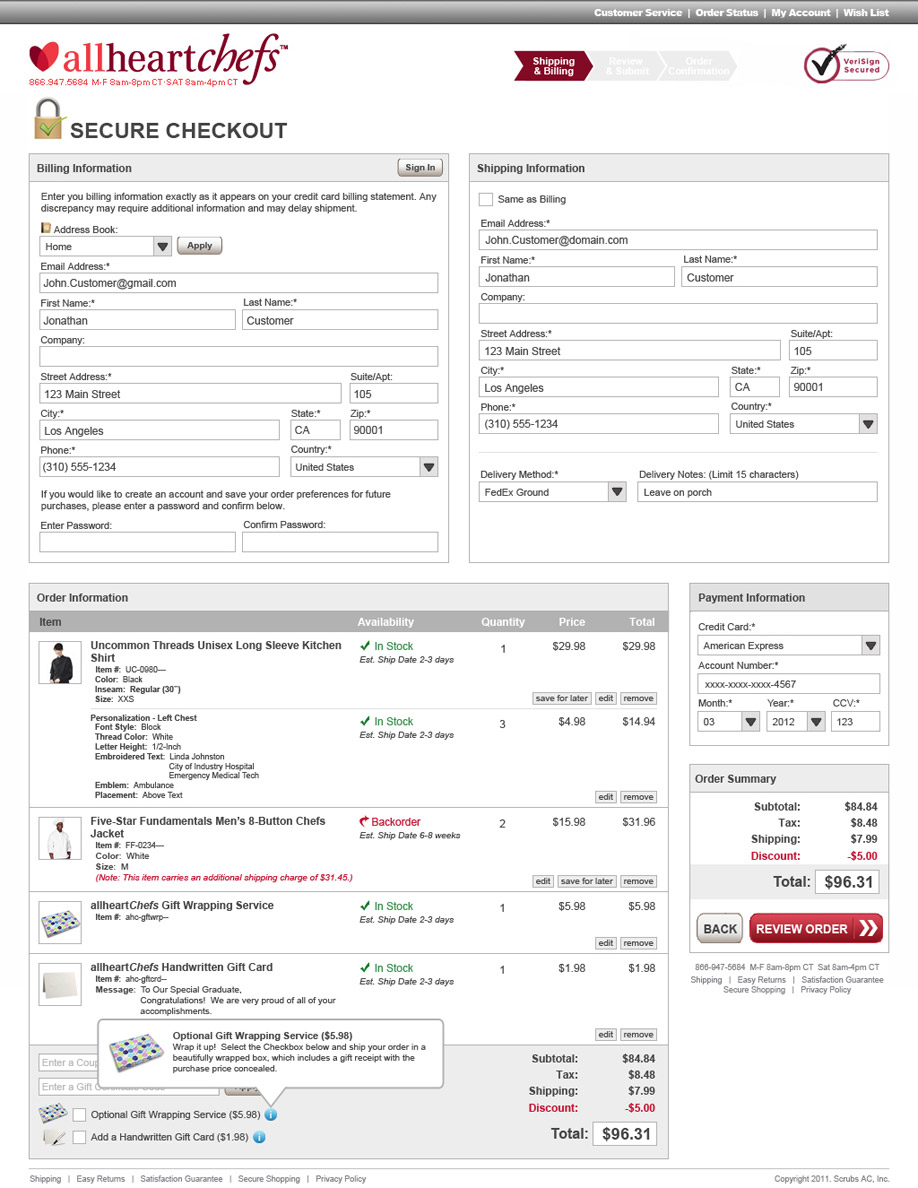 Customer Service | Order Status | My Account | Wish List
allheartchefs™
866.947.5684 M-F 8am-8pm CT·SAT 8am-4pm CT
Shipping & Billing
Review & Submit
Order Confirmation
VeriSign Secured
SECURE CHECKOUT
Billing Information
Sign In
Enter you billing information exactly as it appears on your credit card billing statement. Any
discrepancy may require additional information and may delay shipment.
Address Book:
Home
Apply
Email Address:*
John.Customer@gmail.com
First Name:* Last Name:*
Jonathan Customer
Company:
Street Address:* Suite/Apt:
123 Main Street 105
City:* State:* Zip:*
Los Angeles CA 90001
Phone:* Country:*
(310) 555-1234 United States
If you would like to create an account and save your order preferences for future
purchases, please enter a password and confirm below.
Enter Password: Confirm Password:
Shipping Information
Same as Billing
Email Address:*
John.Customer@domain.com
First Name:* Last Name:*
Jonathan Customer
Company:
Street Address:* Suite/Apt:
123 Main Street 105
City:* State:* Zip:*
Los Angeles CA 90001
Phone:* Country:*
(310) 555-1234 United States
Delivery Method:* Delivery Notes: (Limit 15 characters)
FedEx Ground Leave on porch
Order Information
Item Availability Quantity Price Total
Uncommon Threads Unisex Long Sleeve Kitchen In Stock 1 $29.98 $29.98
Shirt Est. Ship Date 2-3 days
Item #: UC-0980---
Color: Black
Inseam: Regular (30˝)
Size: XXS
save for later edit remove
Personalization - Left Chest In Stock 3 $4.98 $14.94
Font Style: Block Est. Ship Date 2-3 days
Thread Color: White
Letter Height: 1/2-Inch
Embroidered Text: Linda Johnston
City of Industry Hospital
Emergency Medical Tech
Emblem: Ambulance
Placement: Above Text
edit remove
Five-Star Fundamentals Men's 8-Button Chefs Backorder 2 $15.98 $31.96
Jacket Est. Ship Date 6-8 weeks
Item #: FF-0234---
Color: White
Size: M
(Note: This item carries an additional shipping charge of $31.45.)
edit save for later remove
allheartChefs Gift Wrapping Service In Stock 1 $5.98 $5.98
Item #: ahc-gftwrp-- Est. Ship Date 2-3 days
edit remove
allheartChefs Handwritten Gift Card In Stock 1 $1.98 $1.98
Item #: ahc-gftcrd-- Est. Ship Date 2-3 days
Message: To Our Special Graduate,
Congratulations! We are very proud of all of your
accomplishments.
edit remove
Optional Gift Wrapping Service ($5.98)
Wrap it up! Select the Checkbox below and ship your order in a
beautifully wrapped box, which includes a gift receipt with the
purchase price concealed.
Enter a Coup
Enter a Gift Certificate Code
Optional Gift Wrapping Service ($5.98)
Add a Handwritten Gift Card ($1.98)
Subtotal: $84.84
Tax: $8.48
Shipping: $7.99
Discount: -$5.00
Total: $96.31
Payment Information
Credit Card:*
American Express
Account Number:*
xxxx-xxxx-xxxx-4567
Month:* Year:* CCV:*
03 2012 123
Order Summary
Subtotal: $84.84
Tax: $8.48
Shipping: $7.99
Discount: -$5.00
Total: $96.31
BACK REVIEW ORDER
866-947-5684 M-F 8am-8pm CT Sat 8am-4pm CT
Shipping | Easy Returns | Satisfaction Guarantee
Secure Shopping | Privacy Policy
Shipping | Easy Returns | Satisfaction Guarantee | Secure Shopping | Privacy Policy
Copyright 2011. Scrubs AC, Inc.